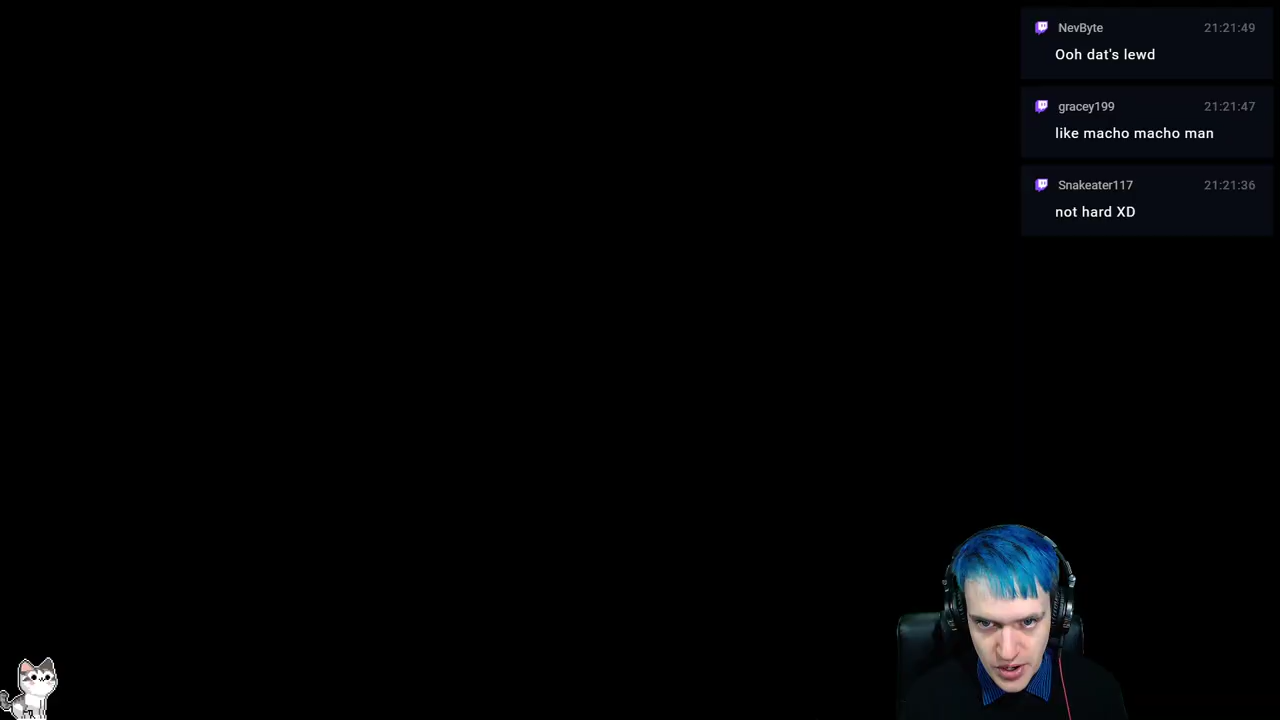 NevByte 21:21:49
Ooh dat's lewd
gracey199 21:21:47
like macho macho man
Snakeater117 21:21:36
not hard XD